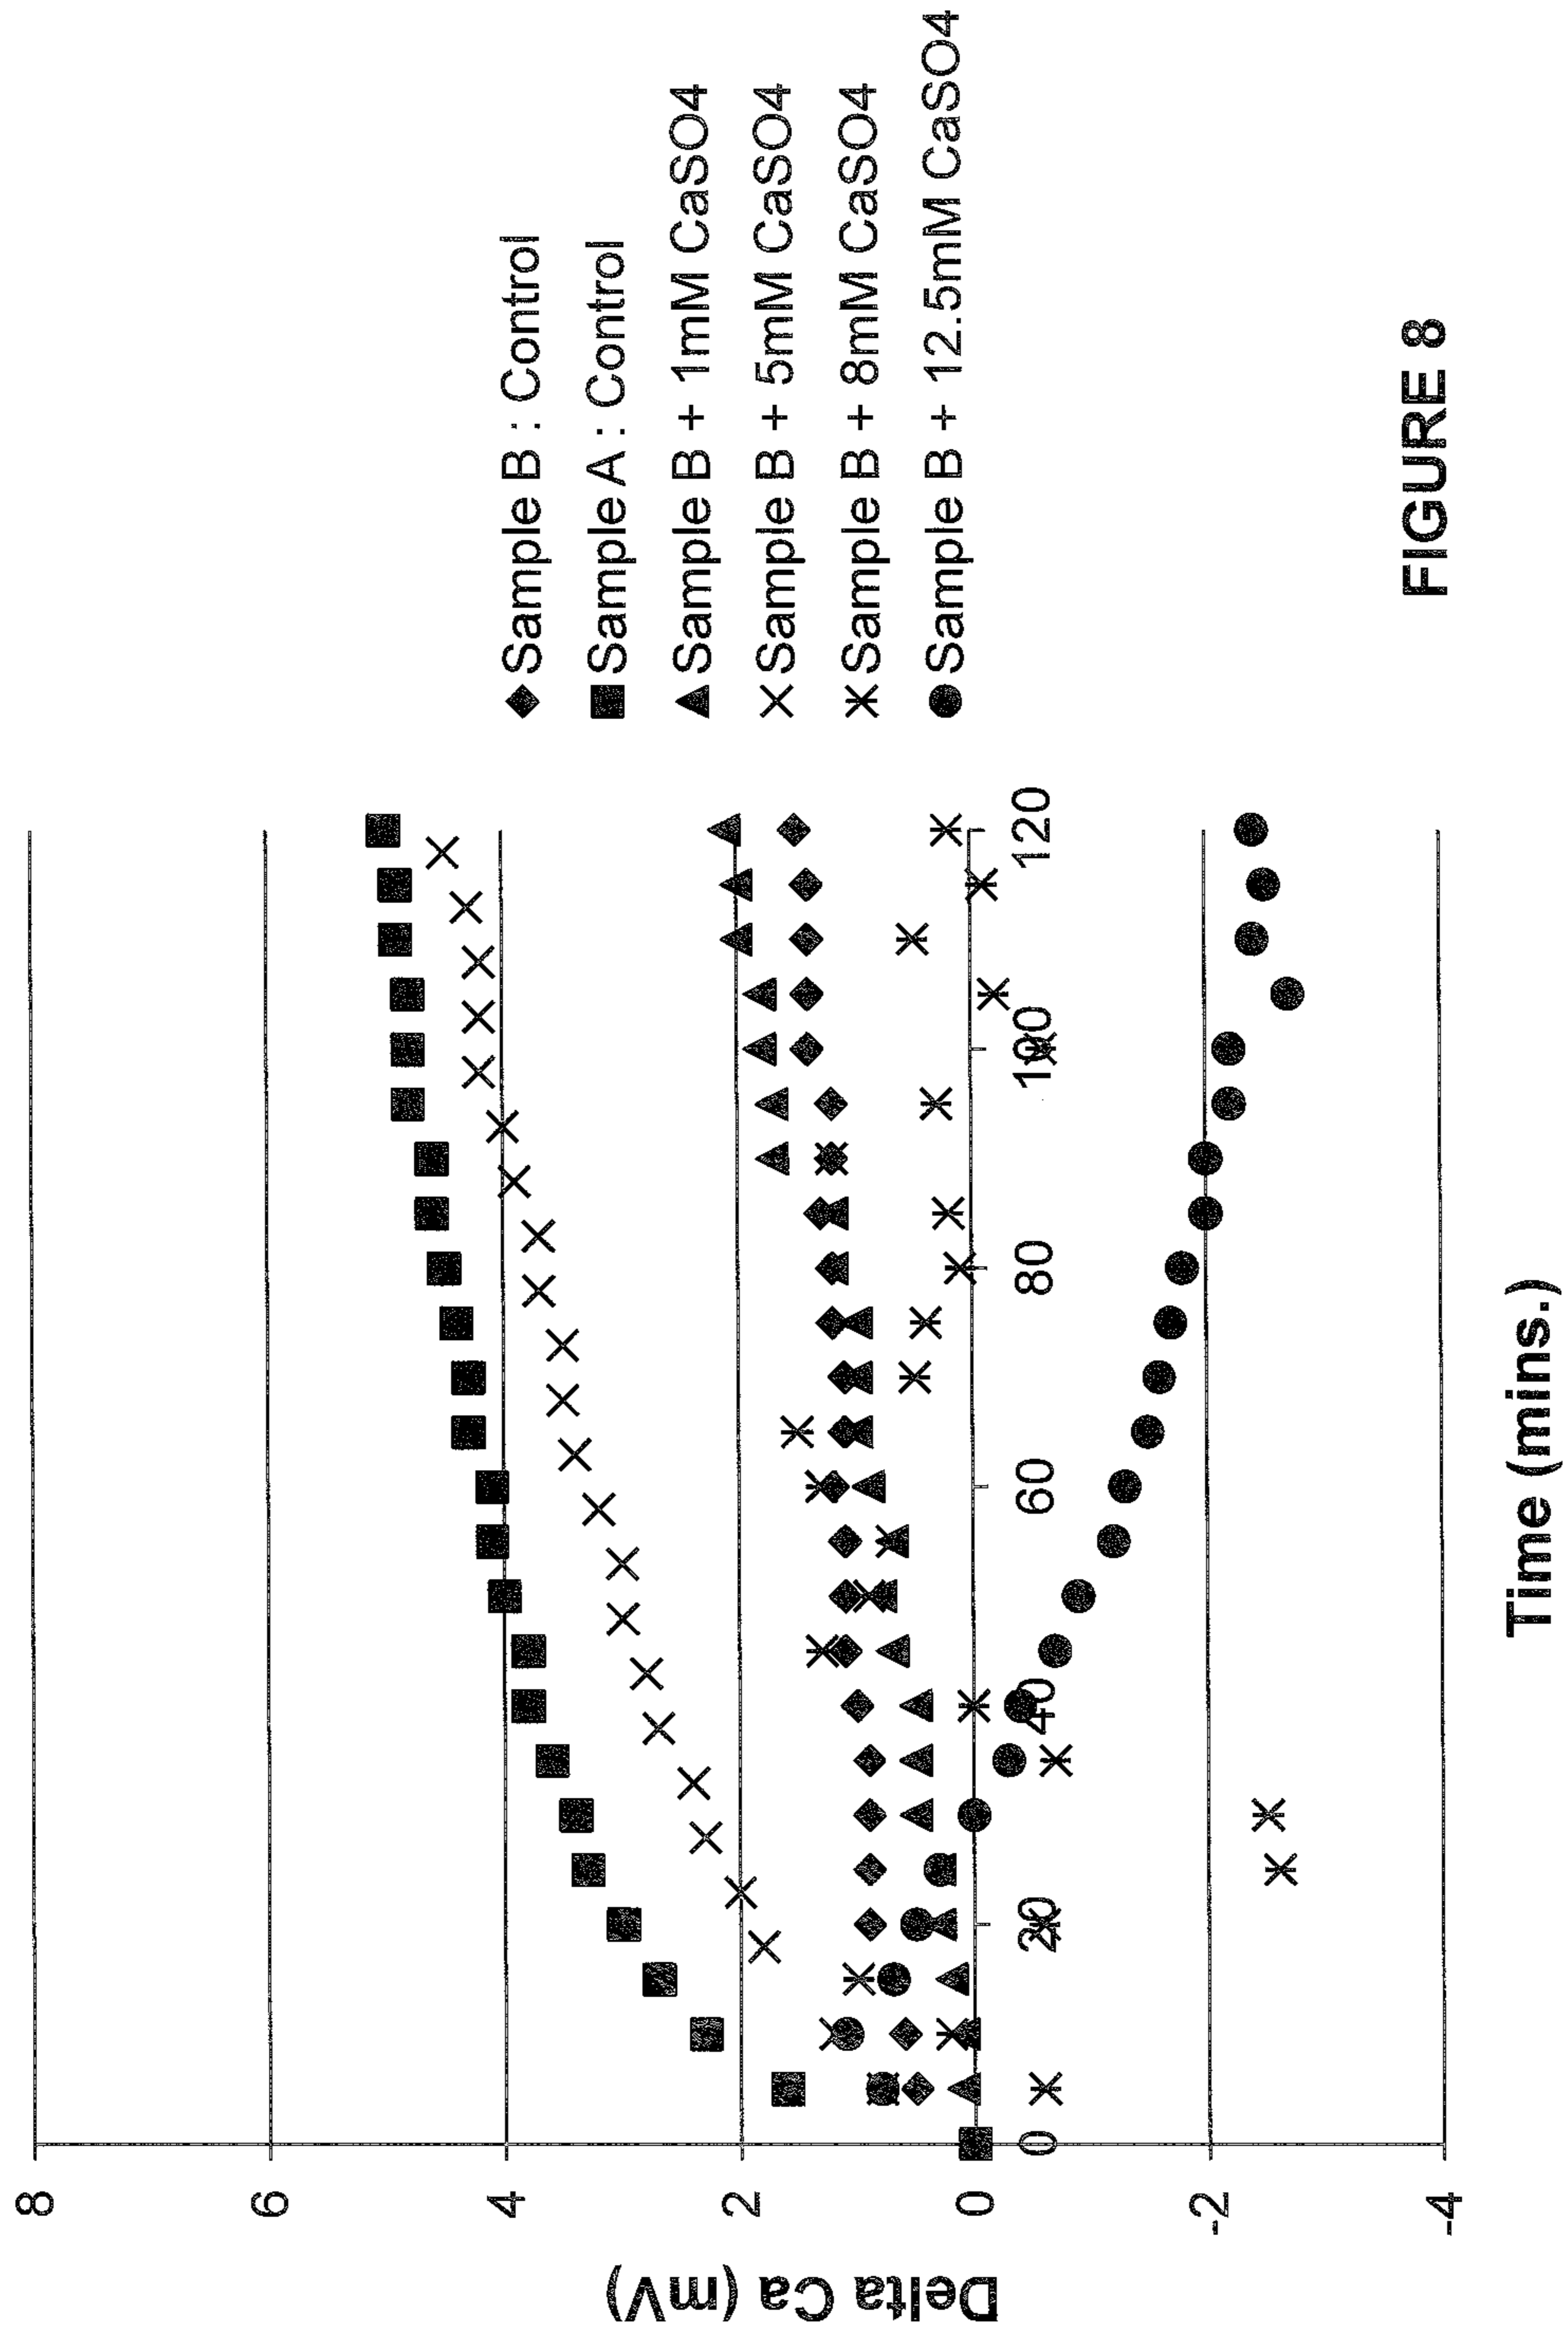 8
6
4
2
0
-2
-4
Delta Ca (mV)
0
20
40
60
80
100
120
Time (mins.)
Sample B : Control
Sample A : Control
Sample B + 1mM CaSO4
Sample B + 5mM CaSO4
Sample B + 8mM CaSO4
Sample B + 12.5mM CaSO4
FIGURE 8